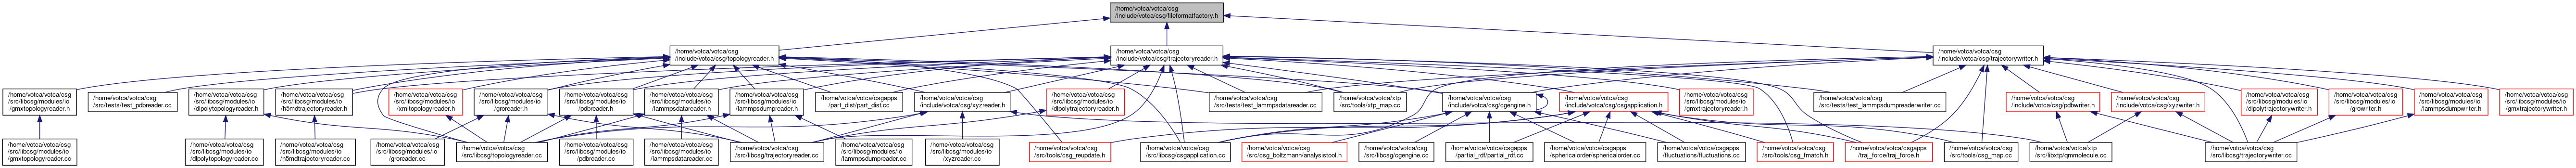 /home/votca/votca/csg
/include/votca/csg/fileformatfactory.h
/home/votca/votca/csg
/include/votca/csg/topologyreader.h
/home/votca/votca/csg
/include/votca/csg/trajectoryreader.h
/home/votca/votca/csg
/include/votca/csg/trajectorywriter.h
/home/votca/votca/csg
/src/libcsg/modules/io
/gmxtopologyreader.h
/home/votca/votca/csg
/src/tests/test_pdbreader.cc
/home/votca/votca/csg
/src/libcsg/modules/io
/dlpolytopologyreader.h
/home/votca/votca/csg
/src/libcsg/modules/io
/h5mdtrajectoryreader.h
/home/votca/votca/csg
/src/libcsg/modules/io
/xmltopologyreader.h
/home/votca/votca/csg
/src/libcsg/modules/io
/groreader.h
/home/votca/votca/csg
/src/libcsg/modules/io
/pdbreader.h
/home/votca/votca/csg
/src/libcsg/modules/io
/lammpsdatareader.h
/home/votca/votca/csg
/src/libcsg/modules/io
/lammpsdumpreader.h
/home/votca/votca/csgapps
/part_dist/part_dist.cc
/home/votca/votca/csg
/include/votca/csg/xyzreader.h
/home/votca/votca/csg
/src/libcsg/modules/io
/dlpolytrajectoryreader.h
/home/votca/votca/csg
/src/tests/test_lammpsdatareader.cc
/home/votca/votca/xtp
/src/tools/xtp_map.cc
/home/votca/votca/csg
/include/votca/csg/cgengine.h
/home/votca/votca/csg
/include/votca/csg/csgapplication.h
/home/votca/votca/csg
/src/libcsg/modules/io
/gmxtrajectoryreader.h
/home/votca/votca/csg
/src/tests/test_lammpsdumpreaderwriter.cc
/home/votca/votca/csg
/include/votca/csg/pdbwriter.h
/home/votca/votca/csg
/include/votca/csg/xyzwriter.h
/home/votca/votca/csg
/src/libcsg/modules/io
/dlpolytrajectorywriter.h
/home/votca/votca/csg
/src/libcsg/modules/io
/growriter.h
/home/votca/votca/csg
/src/libcsg/modules/io
/lammpsdumpwriter.h
/home/votca/votca/csg
/src/libcsg/modules/io
/gmxtrajectorywriter.h
/home/votca/votca/csg
/src/libcsg/modules/io
/gmxtopologyreader.cc
/home/votca/votca/csg
/src/libcsg/modules/io
/dlpolytopologyreader.cc
/home/votca/votca/csg
/src/libcsg/modules/io
/h5mdtrajectoryreader.cc
/home/votca/votca/csg
/src/libcsg/modules/io
/groreader.cc
/home/votca/votca/csg
/src/libcsg/topologyreader.cc
/home/votca/votca/csg
/src/libcsg/modules/io
/pdbreader.cc
/home/votca/votca/csg
/src/libcsg/modules/io
/lammpsdatareader.cc
/home/votca/votca/csg
/src/libcsg/trajectoryreader.cc
/home/votca/votca/csg
/src/libcsg/modules/io
/lammpsdumpreader.cc
/home/votca/votca/csg
/src/libcsg/modules/io
/xyzreader.cc
/home/votca/votca/csg
/src/tools/csg_reupdate.h
/home/votca/votca/csg
/src/libcsg/csgapplication.cc
/home/votca/votca/csg
/src/tools/csg_boltzmann/analysistool.h
/home/votca/votca/csg
/src/libcsg/cgengine.cc
/home/votca/votca/csgapps
/partial_rdf/partial_rdf.cc
/home/votca/votca/csgapps
/sphericalorder/sphericalorder.cc
/home/votca/votca/csgapps
/fluctuations/fluctuations.cc
/home/votca/votca/csg
/src/tools/csg_fmatch.h
/home/votca/votca/csgapps
/traj_force/traj_force.h
/home/votca/votca/csg
/src/tools/csg_map.cc
/home/votca/votca/xtp
/src/libxtp/qmmolecule.cc
/home/votca/votca/csg
/src/libcsg/trajectorywriter.cc